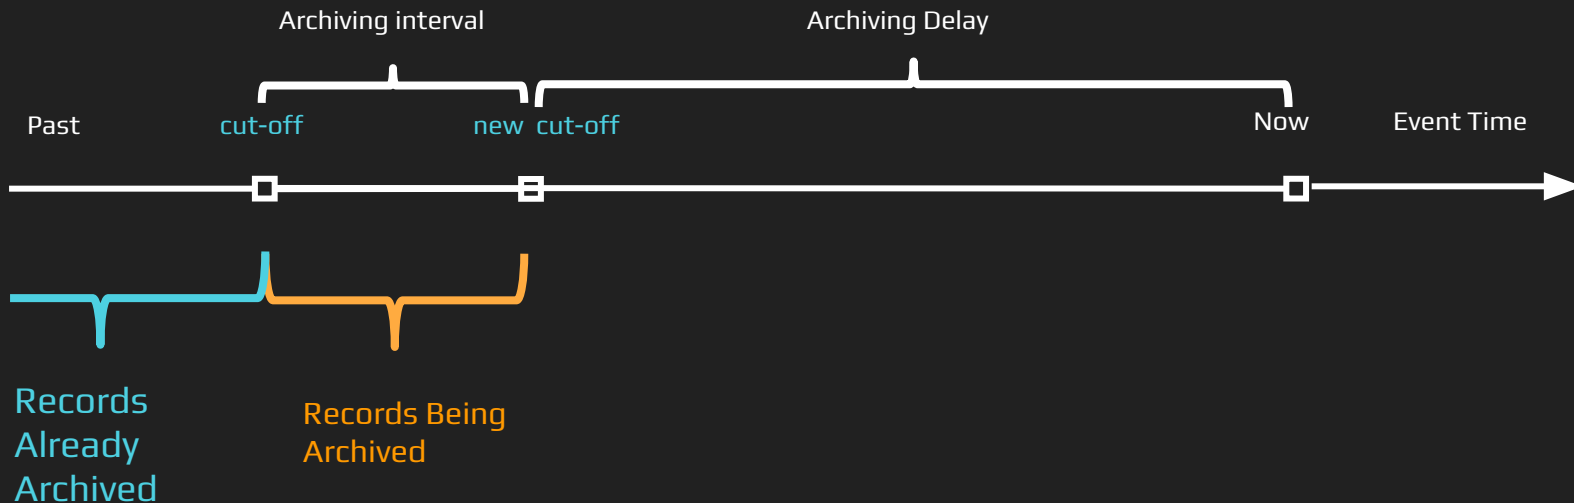 Archiving interval
Archiving Delay
Past
cut-off
new cut-off
Now
Event Time
Records
Already
Archived
Records Being
Archived